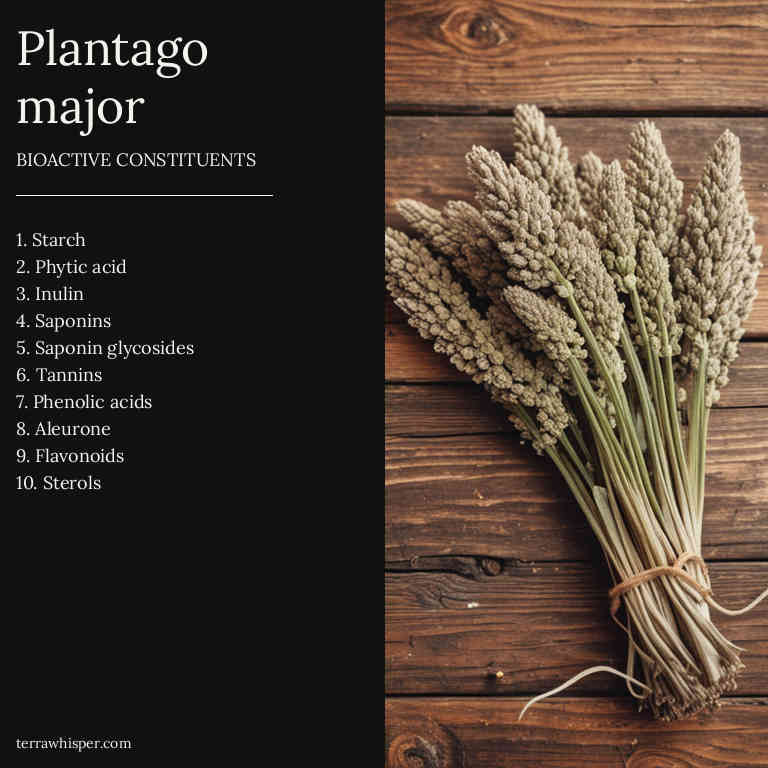 Plantago
major
BIOACTIVE CONSTITUENTS
1. Starch
2. Phytic acid
3. Inulin
4. Saponins
5. Saponin glycosides
6. Tannins
7. Phenolic acids
8. Aleurone
9. Flavonoids
10. Sterols
terrawhisper.com